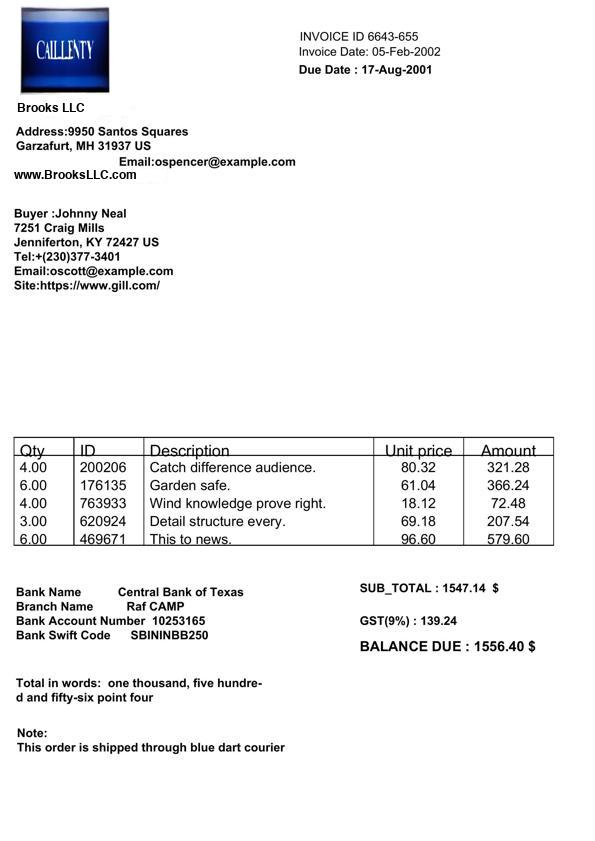 CAILLENTY
INVOICE ID 6643-655
Invoice Date: 05-Feb-2002
Due Date : 17-Aug-2001
Brooks LLC
Address:9950 Santos Squares
Garzafurt, MH 31937 US
Email:ospencer@example.com
www.BrooksLLC.com
Buyer :Johnny Neal
7251 Craig Mills
Jenniferton, KY 72427 US
Tel:+(230)377-3401
Email:oscott@example.com
Site:https://www.gill.com/
Qty ID Description Unit price Amount
4.00 200206 Catch difference audience. 80.32 321.28
6.00 176135 Garden safe. 61.04 366.24
4.00 763933 Wind knowledge prove right. 18.12 72.48
3.00 620924 Detail structure every. 69.18 207.54
6.00 469671 This to news. 96.60 579.60
Bank Name Central Bank of Texas
Branch Name Raf CAMP
Bank Account Number 10253165
Bank Swift Code SBININBB250
SUB_TOTAL : 1547.14 $
GST(9%) : 139.24
BALANCE DUE : 1556.40 $
Total in words: one thousand, five hundre-
d and fifty-six point four
Note:
This order is shipped through blue dart courier